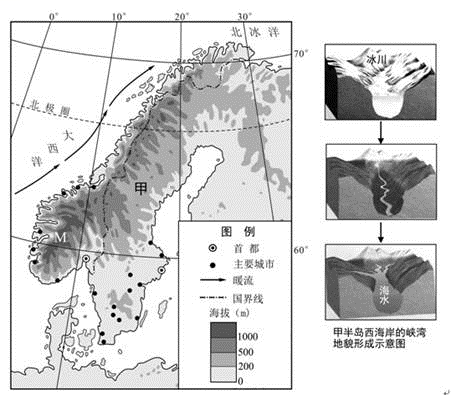 0° 10° 20° 30°
北冰洋
70°
北极圈
大西洋
甲
M
60°
图例
首都
主要城市
暖流
国界线
海拔(m)
1000
500
200
0
0° 10°
冰川
海水
甲半岛西海岸的峡湾
地貌形成示意图